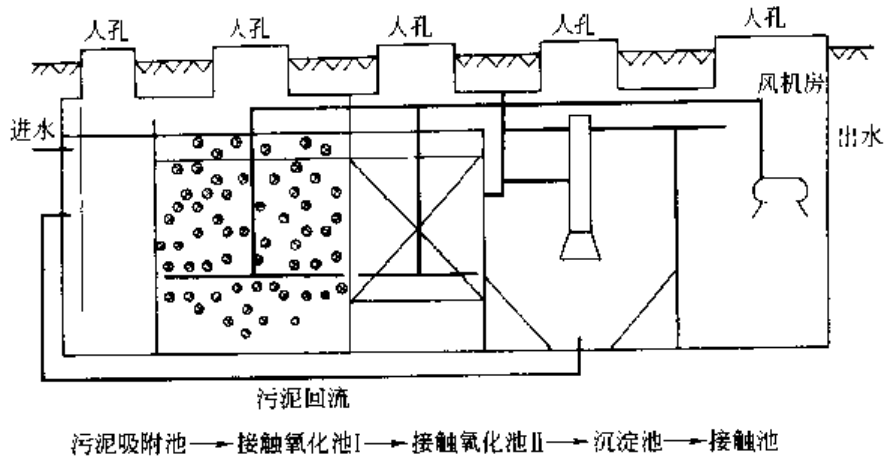 人孔 人孔 人孔 人孔 人孔
风机房
进水
出水
污泥回流
污泥吸附池→接触氧化池Ⅰ→接触氧化池Ⅱ→沉淀池→接触池